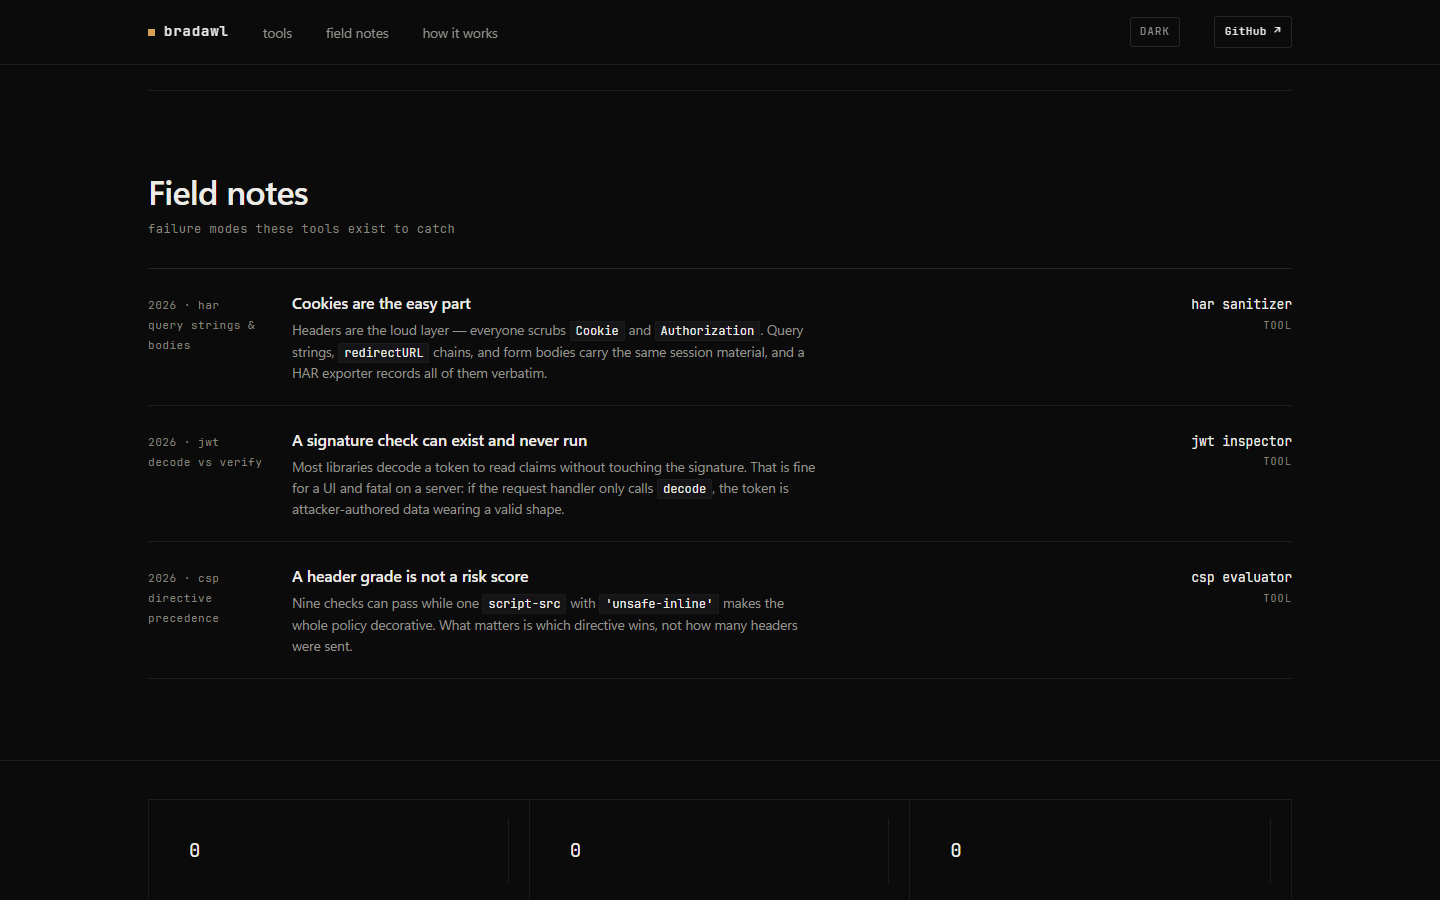 bradawl tools field notes how it works DARK GitHub ↗
Field notes
failure modes these tools exist to catch
2026 · har
query strings &
bodies
Cookies are the easy part
Headers are the loud layer — everyone scrubs Cookie and Authorization. Query
strings, redirectURL chains, and form bodies carry the same session material, and a
HAR exporter records all of them verbatim.
har sanitizer
TOOL
2026 · jwt
decode vs verify
A signature check can exist and never run
Most libraries decode a token to read claims without touching the signature. That is fine
for a UI and fatal on a server: if the request handler only calls decode, the token is
attacker-authored data wearing a valid shape.
jwt inspector
TOOL
2026 · csp
directive
precedence
A header grade is not a risk score
Nine checks can pass while one script-src with 'unsafe-inline' makes the
whole policy decorative. What matters is which directive wins, not how many headers
were sent.
csp evaluator
TOOL
0 0 0